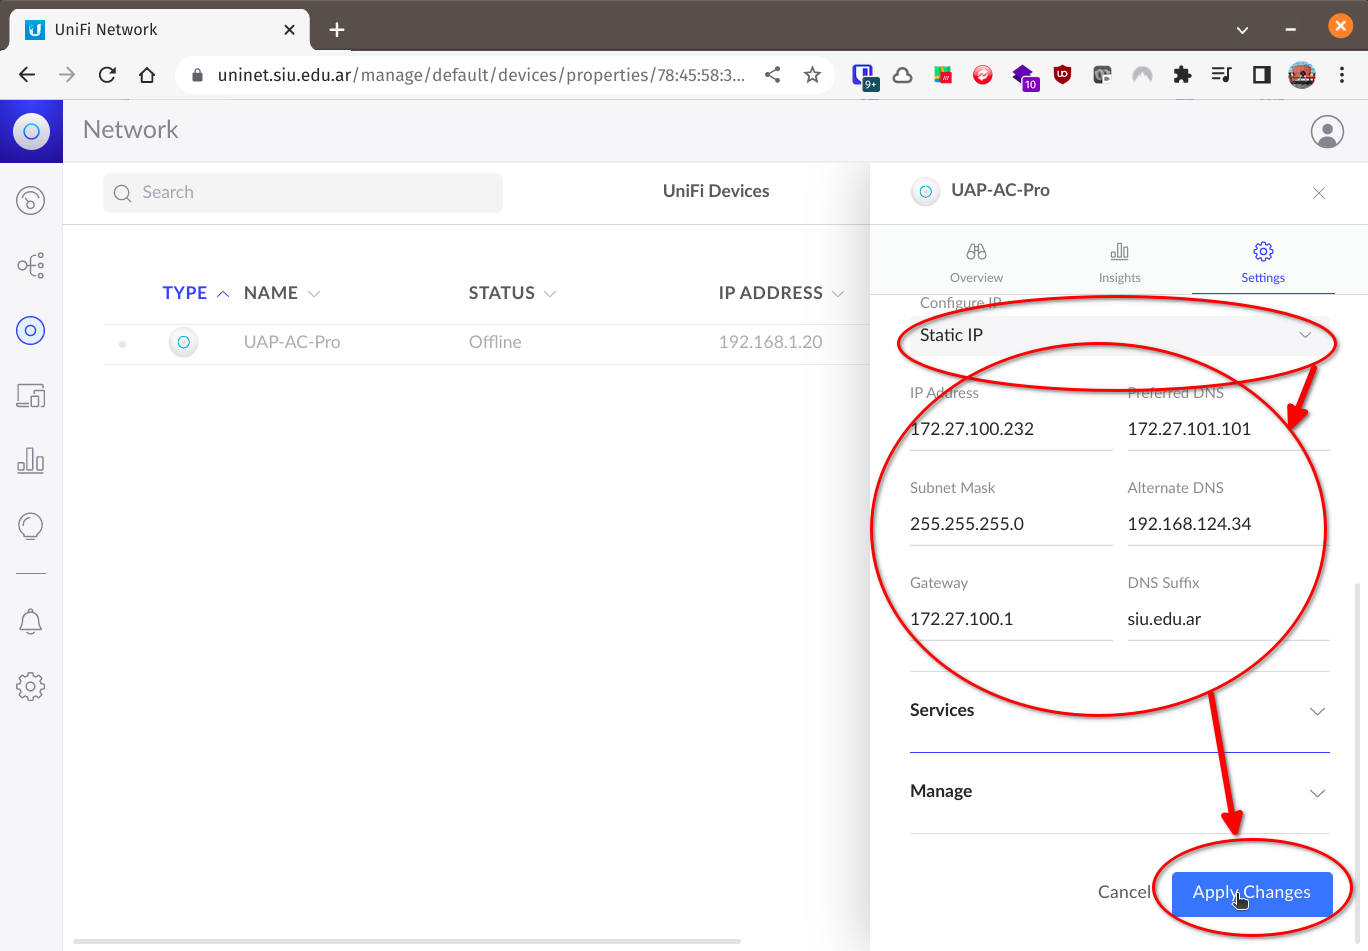 UniFi Network
uninet.siu.edu.ar/manage/default/devices/properties/78:45:58:3...
9+
10
Network
Search
UniFi Devices
UAP-AC-Pro
Overview
Insights
Settings
TYPE NAME STATUS IP ADDRESS
UAP-AC-Pro Offline 192.168.1.20
Configure IP
Static IP
IP Address Preferred DNS
172.27.100.232 172.27.101.101
Subnet Mask Alternate DNS
255.255.255.0 192.168.124.34
Gateway DNS Suffix
172.27.100.1 siu.edu.ar
Services
Manage
Cancel Apply Changes